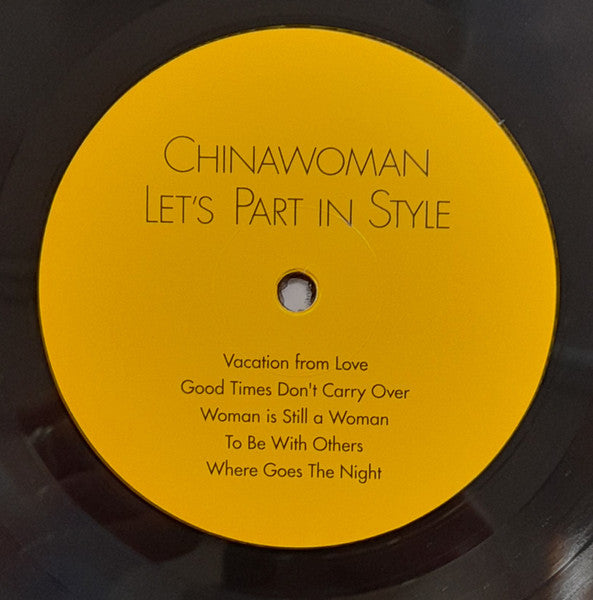 CHINAWOMAN
LET'S PART IN STYLE
Vacation from Love
Good Times Don't Carry Over
Woman is Still a Woman
To Be With Others
Where Goes The Night